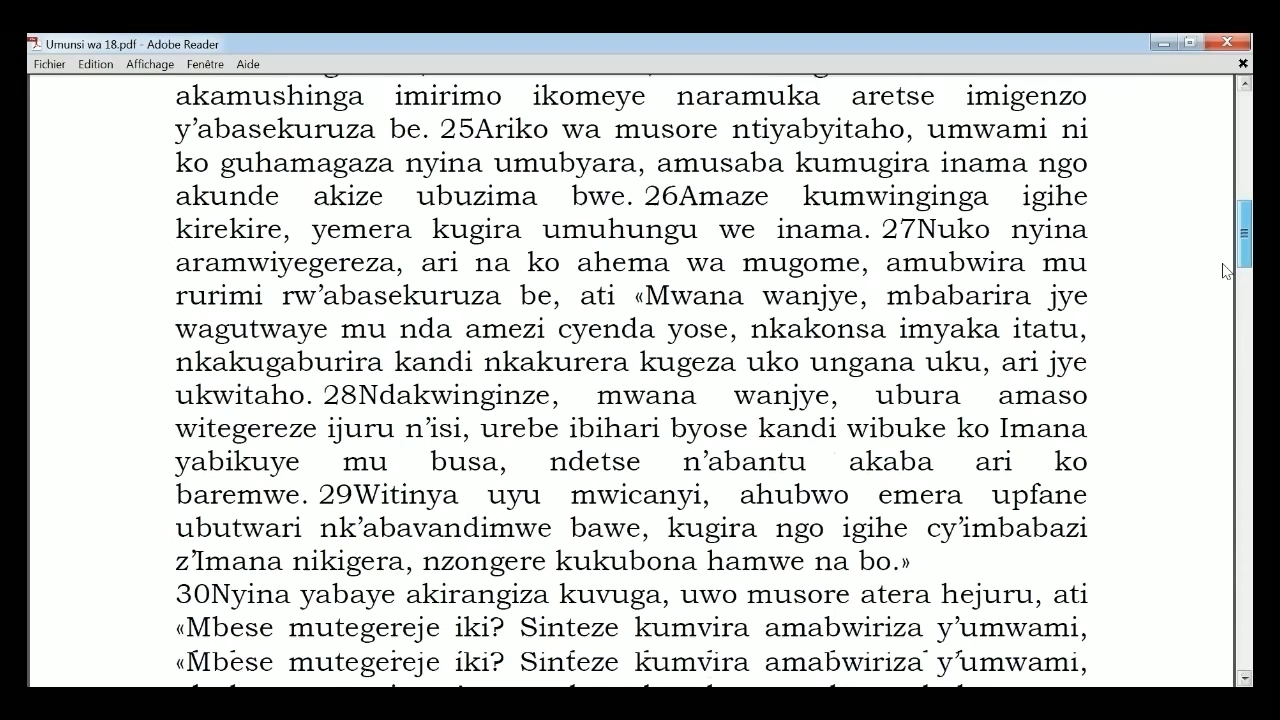 Umunsi wa 18.pdf - Adobe Reader
Fichier Edition Affichage Fenêtre Aide
akamushinga imirimo ikomeye naramuka aretse imigenzo
y’abasekuruza be. 25Ariko wa musore ntiyabyitaho, umwami ni
ko guhamagaza nyina umubyara, amusaba kumugira inama ngo
akunde akize ubuzima bwe. 26Amaze kumwinginga igihe
kirekire, yemera kugira umuhungu we inama. 27Nuko nyina
aramwiyegereza, ari na ko ahema wa mugome, amubwira mu
rurimi rw’abasekuruza be, ati «Mwana wanjye, mbabarira jye
wagutwaye mu nda amezi cyenda yose, nkakonsa imyaka itatu,
nkakugaburira kandi nkakurera kugeza uko ungana uku, ari jye
ukwitaho. 28Ndakwinginze, mwana wanjye, ubura amaso
witegereze ijuru n’isi, urebe ibihari byose kandi wibuke ko Imana
yabikuye mu busa, ndetse n’abantu akaba ari ko
baremwe. 29Witinya uyu mwicanyi, ahubwo emera upfane
ubutwari nk’abavandimwe bawe, kugira ngo igihe cy’imbabazi
z’Imana nikigera, nzongere kukubona hamwe na bo.»
30Nyina yabaye akirangiza kuvuga, uwo musore atera hejuru, ati
«Mbese mutegereje iki? Sinteze kumvira amabwiriza y’umwami,
«Mbese mutegereje iki? Sinteze kumvira amabwiriza y’umwami,